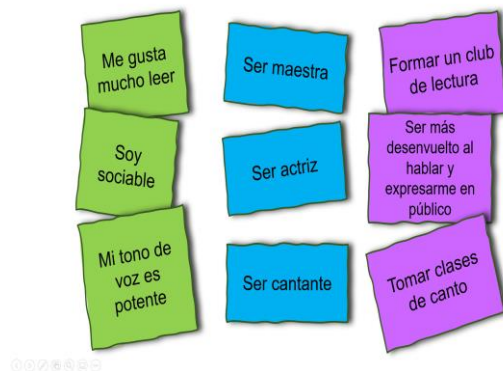 Me gusta
mucho leer
Ser maestra
Formar un club
de lectura
Soy
sociable
Ser actriz
Ser más
desenvuelto al
hablar y
expresarme en
público
Mi tono de
voz es
potente
Ser cantante
Tomar clases
de canto